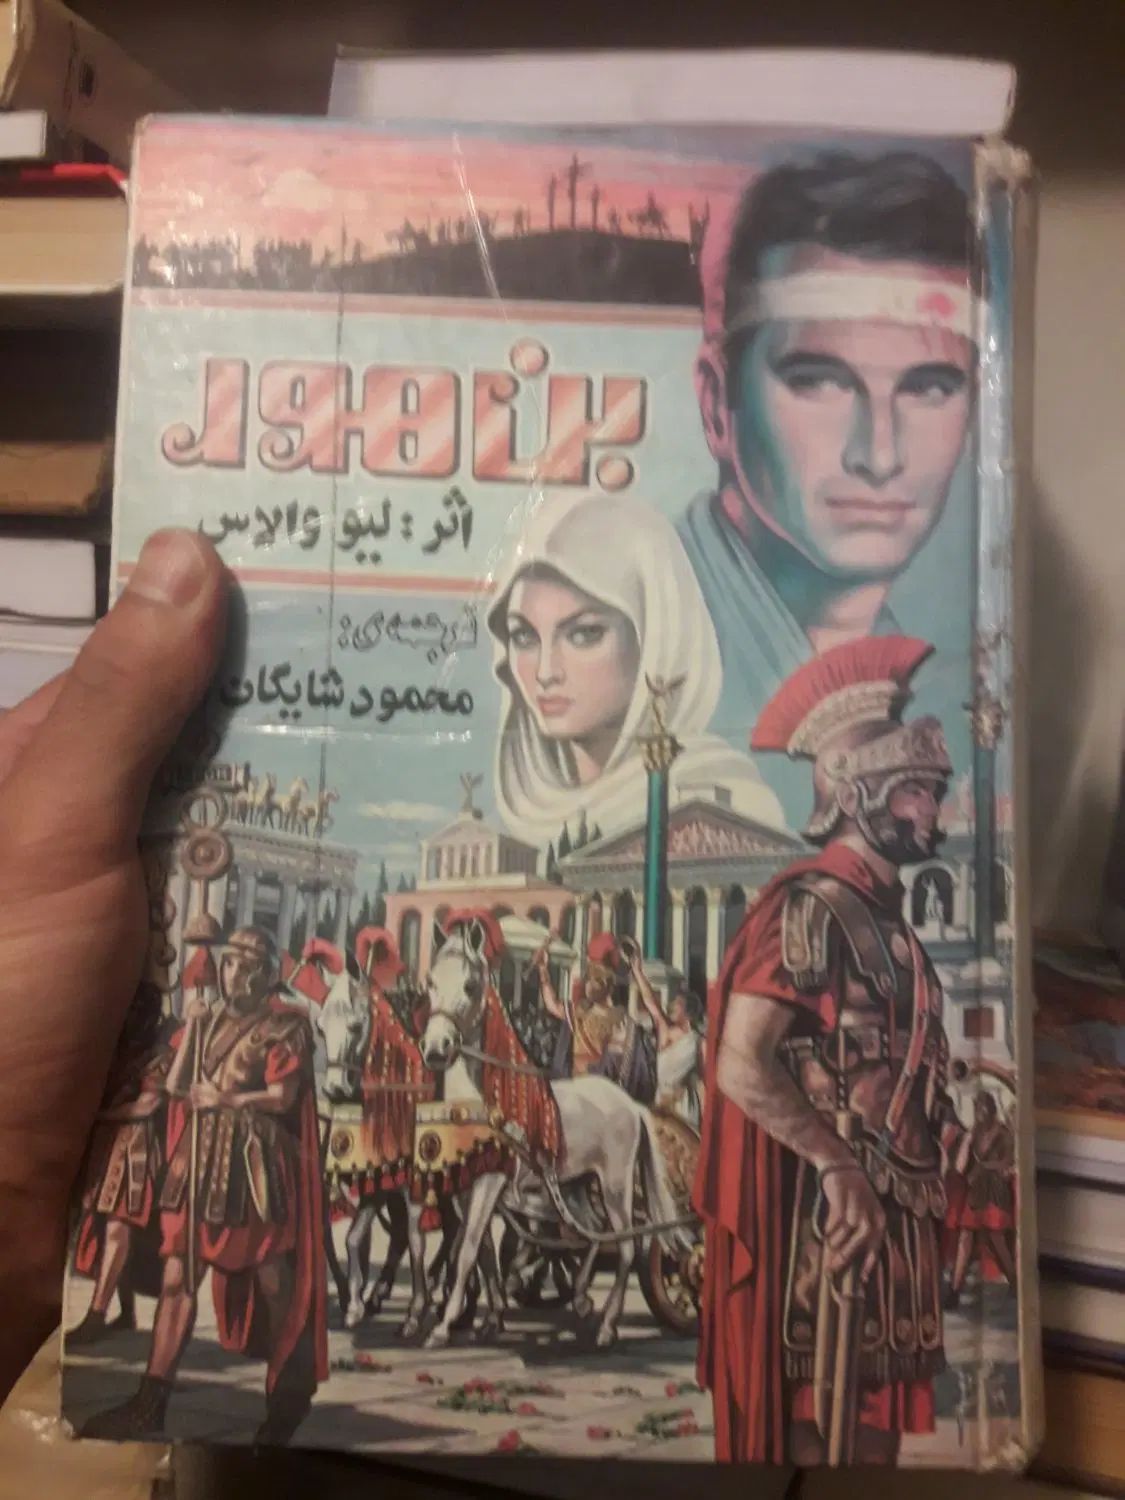 بن هور
اثر : لیو والاس
ترجمه‌ی:
محمود شایگان